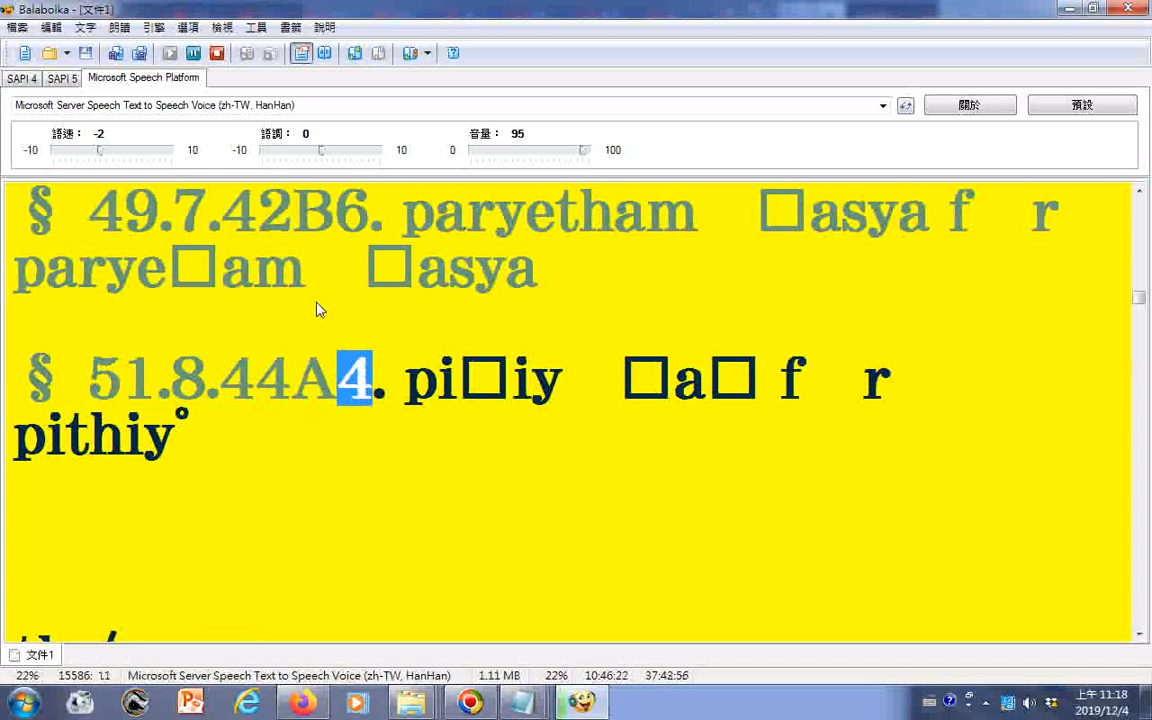 Balabolka - [文件1]
檔案 編輯 文字 朗讀 引擎 選項 檢視 工具 書籤 說明
SAPI 4 SAPI 5 Microsoft Speech Platform
Microsoft Server Speech Text to Speech Voice (zh-TW, HanHan) 關於 預設
語速： -2 語調： 0 音量： 95
-10 10 -10 10 0 100
§ 49.7.42B6. paryetham □asya f r
parye□am □asya
§ 51.8.44A4. pi□iy □a□ f r
pithiy°
文件1
22% 15586: 11 Microsoft Server Speech Text to Speech Voice (zh-TW, HanHan) 1.11 MB 22% 10:46:22 37:42:56
上午 11:18
2019/12/4